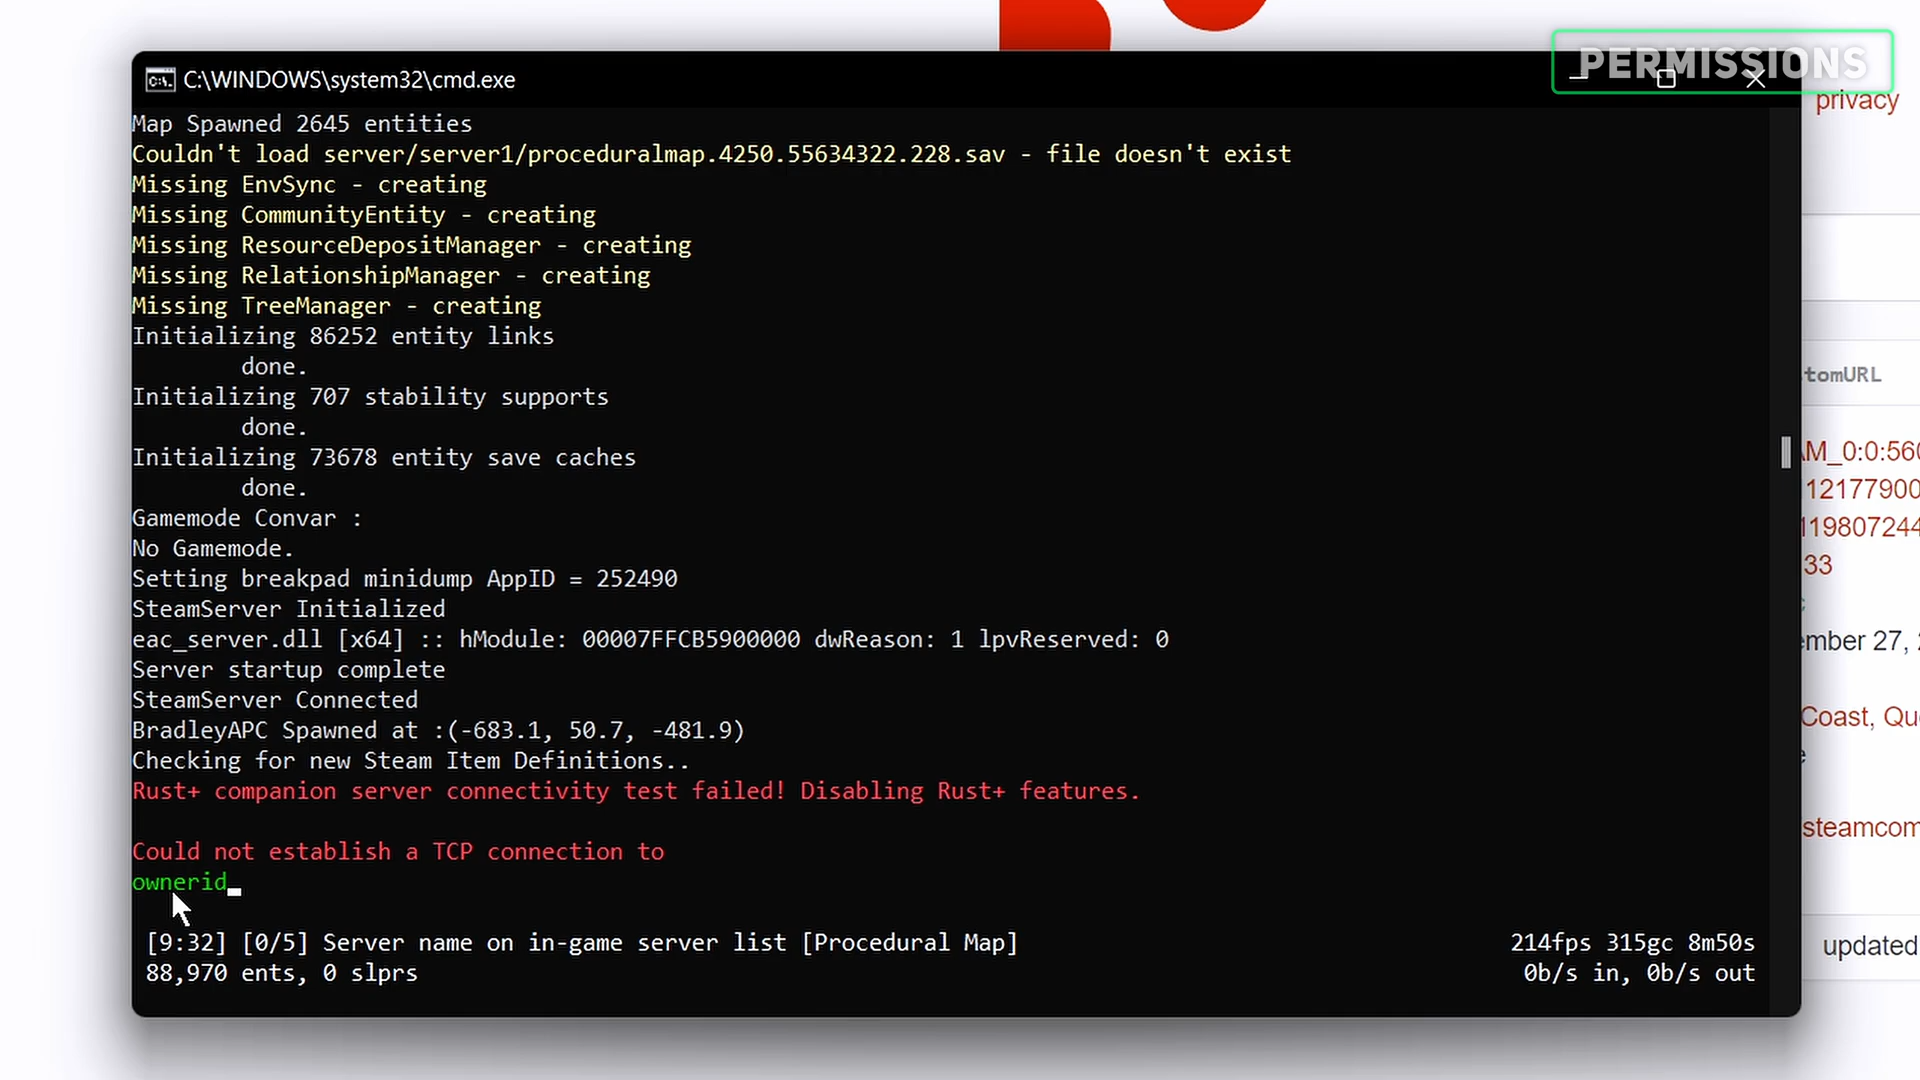 PERMISSIONS
C:\WINDOWS\system32\cmd.exe
privacy
Map Spawned 2645 entities
Couldn't load server/server1/proceduralmap.4250.55634322.228.sav - file doesn't exist
Missing EnvSync - creating
Missing CommunityEntity - creating
Missing ResourceDepositManager - creating
Missing RelationshipManager - creating
Missing TreeManager - creating
Initializing 86252 entity links
done.
Initializing 707 stability supports
done.
Initializing 73678 entity save caches
done.
Gamemode Convar :
No Gamemode.
Setting breakpad minidump AppID = 252490
SteamServer Initialized
eac_server.dll [x64] :: hModule: 00007FFCB5900000 dwReason: 1 lpvReserved: 0
Server startup complete
SteamServer Connected
BradleyAPC Spawned at :(-683.1, 50.7, -481.9)
Checking for new Steam Item Definitions..
Rust+ companion server connectivity test failed! Disabling Rust+ features.
Could not establish a TCP connection to
ownerid
[9:32] [0/5] Server name on in-game server list [Procedural Map]
214fps 315gc 8m50s
88,970 ents, 0 slprs
0b/s in, 0b/s out
tomURL
AM_0:0:560
12177900
119807244
33
ember 27, 2
Coast, Qu
steamcom
updated